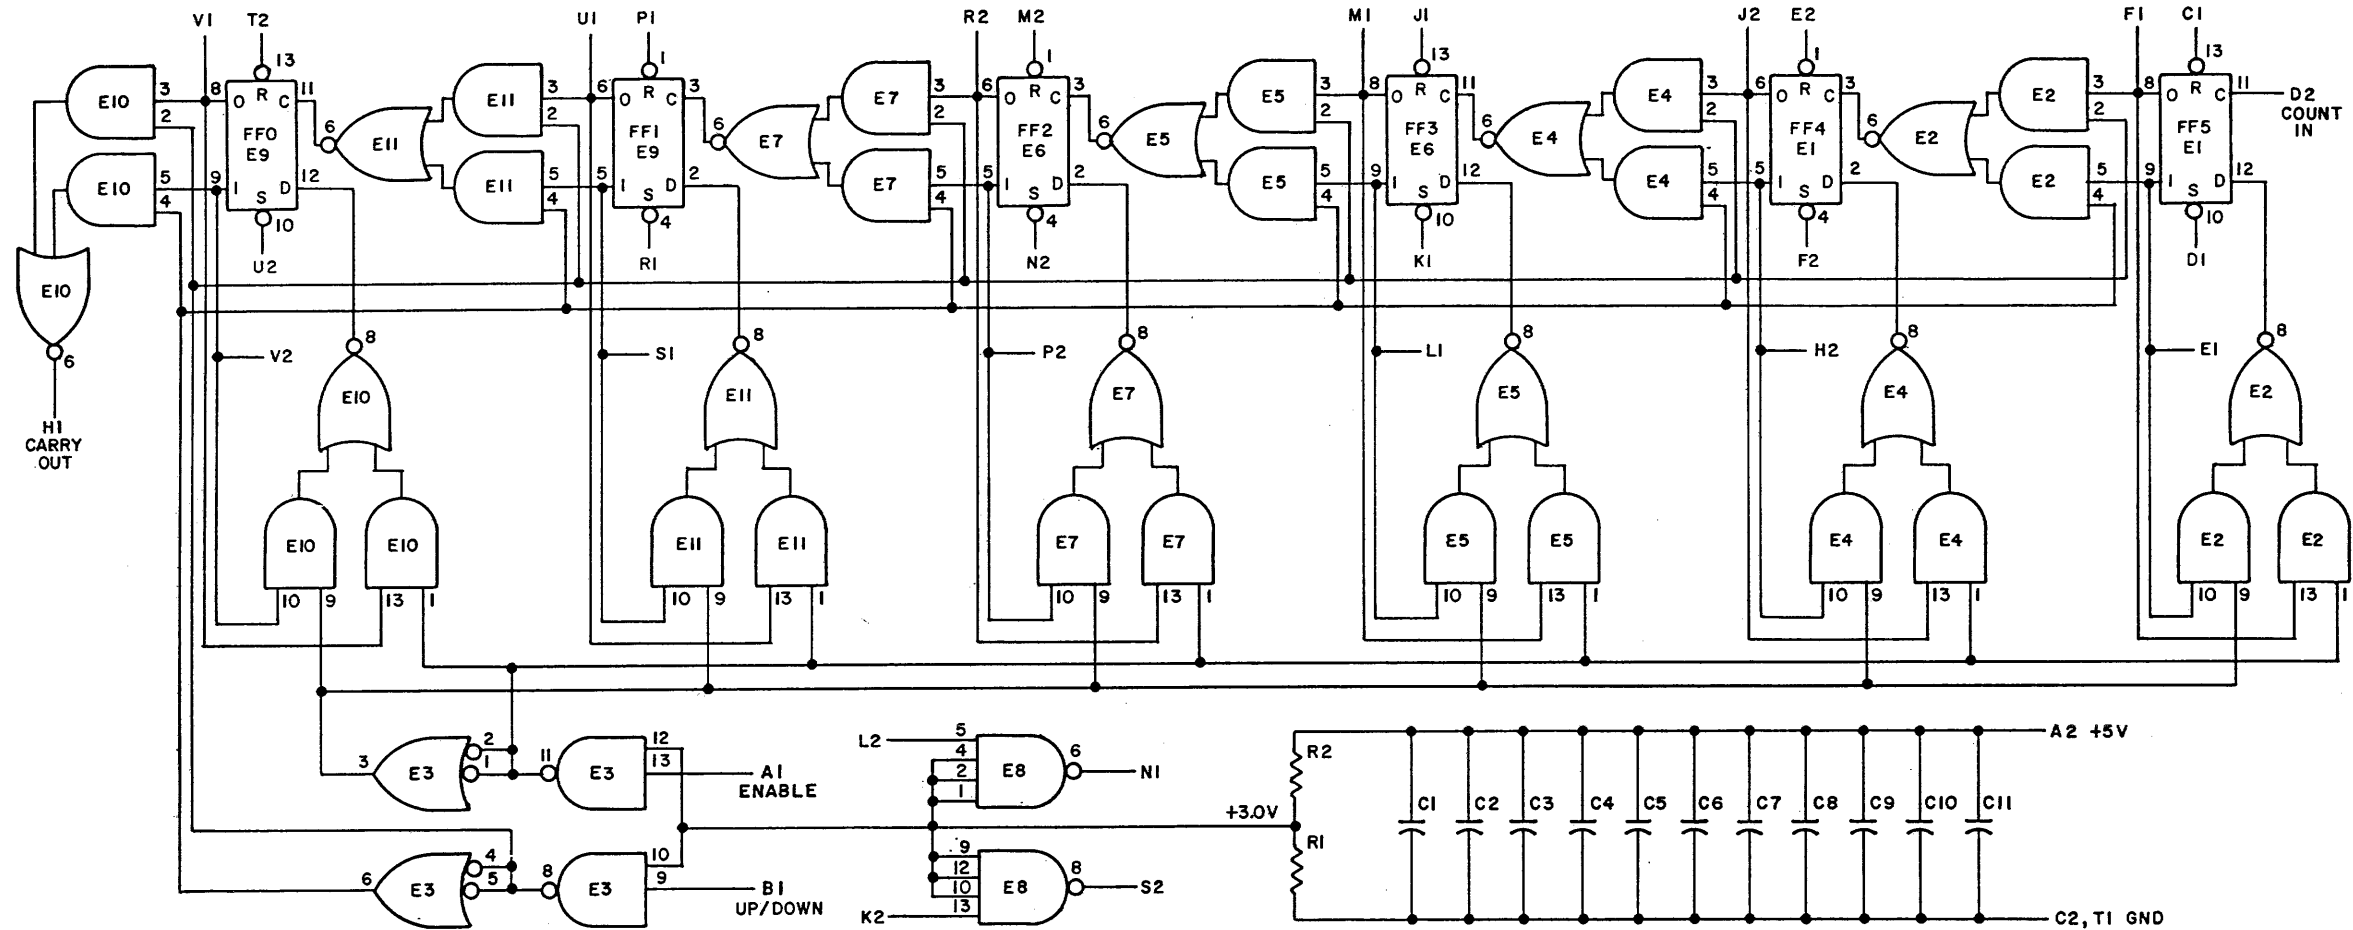 V1 T2 U1 P1 R2 M2 M1 J1 J2 E2 F1 C1
13 1 1 13 1 13
E10 3 8 O R C 11 E11 3 6 O R C 3 E7 3 6 O R C 3 E5 3 8 O R C 11 E4 3 6 O R C 3 E2 3 8 O R C 11 D2
2 2 2 2 2 2 COUNT
IN
FF0 FF1 FF2 FF3 FF4 FF5
E9 E9 E6 E6 E1 E1
6 E11 6 E7 6 E5 6 E4 6 E2
E10 5 9 I S D 12 E11 5 5 I S D 2 E7 5 5 I S D 2 E5 5 9 I S D 12 E4 5 5 I S D 2 E2 5 9 I S D 12
4 4 4 4 4 4
10 4 4 10 4 10
U2 R1 N2 K1 F2 D1
E10
6 8 8 8 8 8 8
V2 S1 P2 L1 H2 E1
E10 E11 E7 E5 E4 E2
H1
CARRY
OUT
E10 E10 E11 E11 E7 E7 E5 E5 E4 E4 E2 E2
10 9 13 1 10 9 13 1 10 9 13 1 10 9 13 1 10 9 13 1 10 9 13 1
3 E3 2 1 11 E3 12 13 A1
ENABLE
L2 5 4 2 1 E8 6 N1
R2
A2 +5V
+3.0V
C1 C2 C3 C4 C5 C6 C7 C8 C9 C10 C11
R1
6 E3 4 5 8 E3 10 9 B1
UP/DOWN
9 12 10 13 E8 8 S2
K2
C2, T1 GND